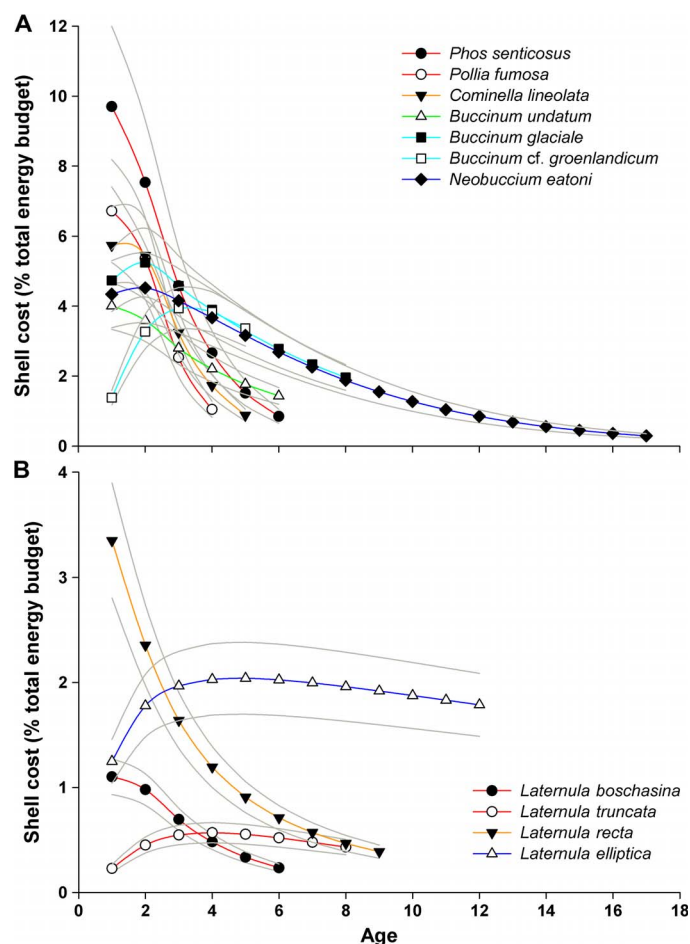 A
Shell cost (% total energy budget)
12
10
8
6
4
2
0
Phos senticosus
Pollia fumosa
Cominella lineolata
Buccinum undatum
Buccinum glaciale
Buccinum cf. groenlandicum
Neobuccium eatoni
B
Shell cost (% total energy budget)
4
3
2
1
0
Laternula boschasina
Laternula truncata
Laternula recta
Laternula elliptica
0 2 4 6 8 10 12 14 16 18
Age